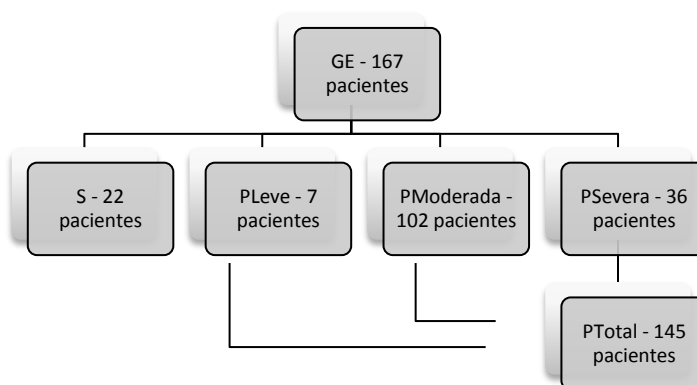 GE - 167
pacientes
S - 22
pacientes
PLeve - 7
pacientes
PModerada -
102 pacientes
PSevera - 36
pacientes
PTotal - 145
pacientes